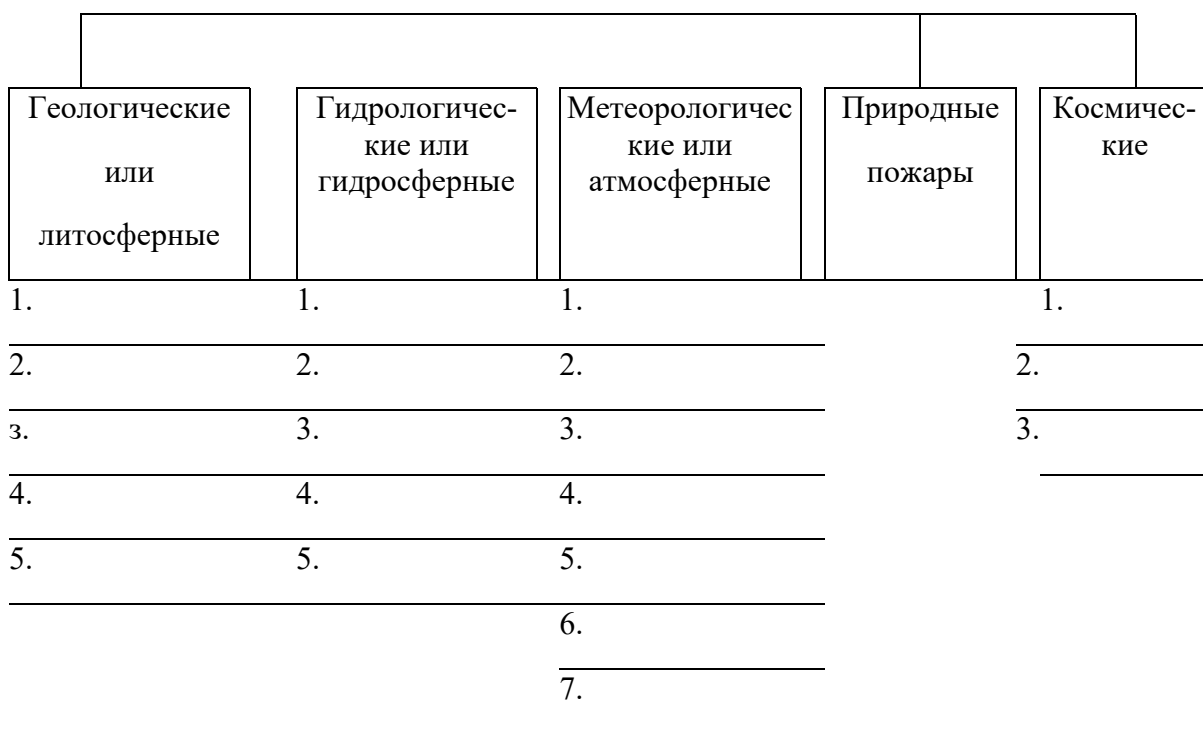 Геологические
или
литосферные
Гидрологичес-
кие или
гидросферные
Метеорологичес
кие или
атмосферные
Природные
пожары
Космичес-
кие
1. 1. 1. 1.
2. 2. 2. 2.
з. 3. 3. 3.
4. 4. 4.
5. 5. 5.
6.
7.